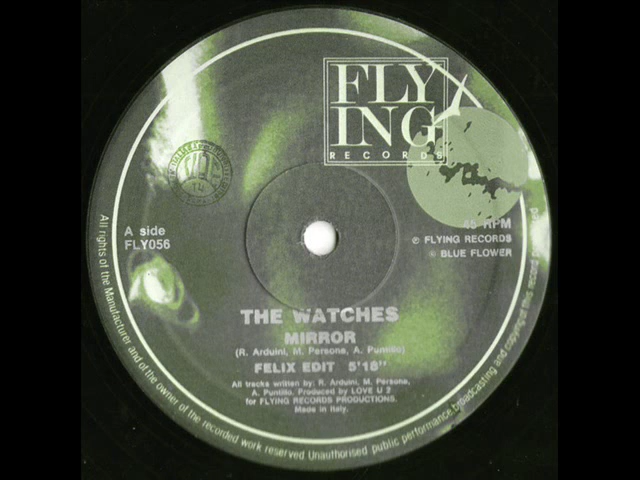 FLY
ING
RECORDS
A side
FLY056
45 RPM
℗ FLYING RECORDS
© BLUE FLOWER
THE WATCHES
MIRROR
(R. Arduini, M. Persona, A. Puntillo)
FELIX EDIT 5'18"
All tracks written by: R. Arduini, M. Persona,
A. Puntillo. Produced by LOVE U 2
for FLYING RECORDS PRODUCTIONS.
Made in Italy.
All rights of the Manufacturer and of the owner of the recorded work reserved Unauthorised public performance, broadcasting and copying of this record prohibited